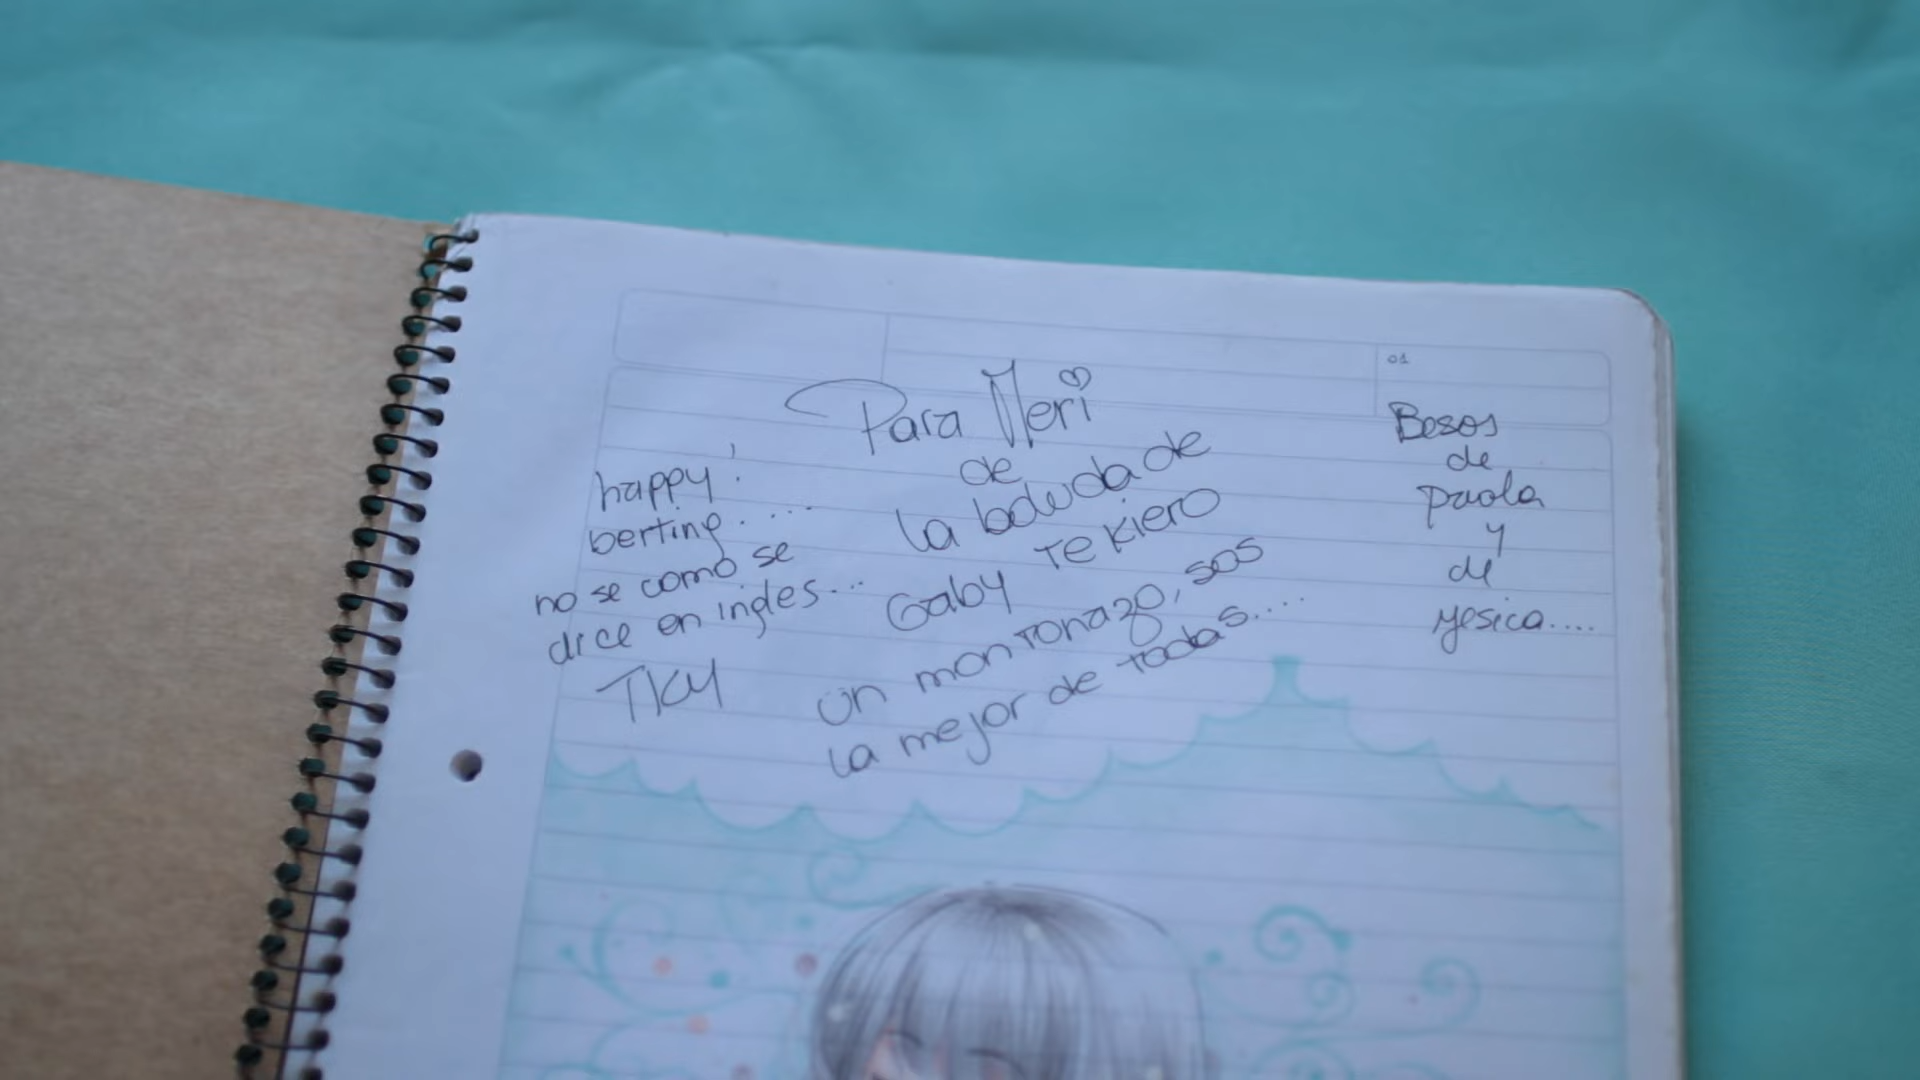 01
Para Meri
de
la boluda de
Gaby Te kiero
un montonazo, sos
la mejor de todas....
happy!
berting.....
no se como se
dice en ingles...
TKM
Besos
de
paola
y
de
yesica....